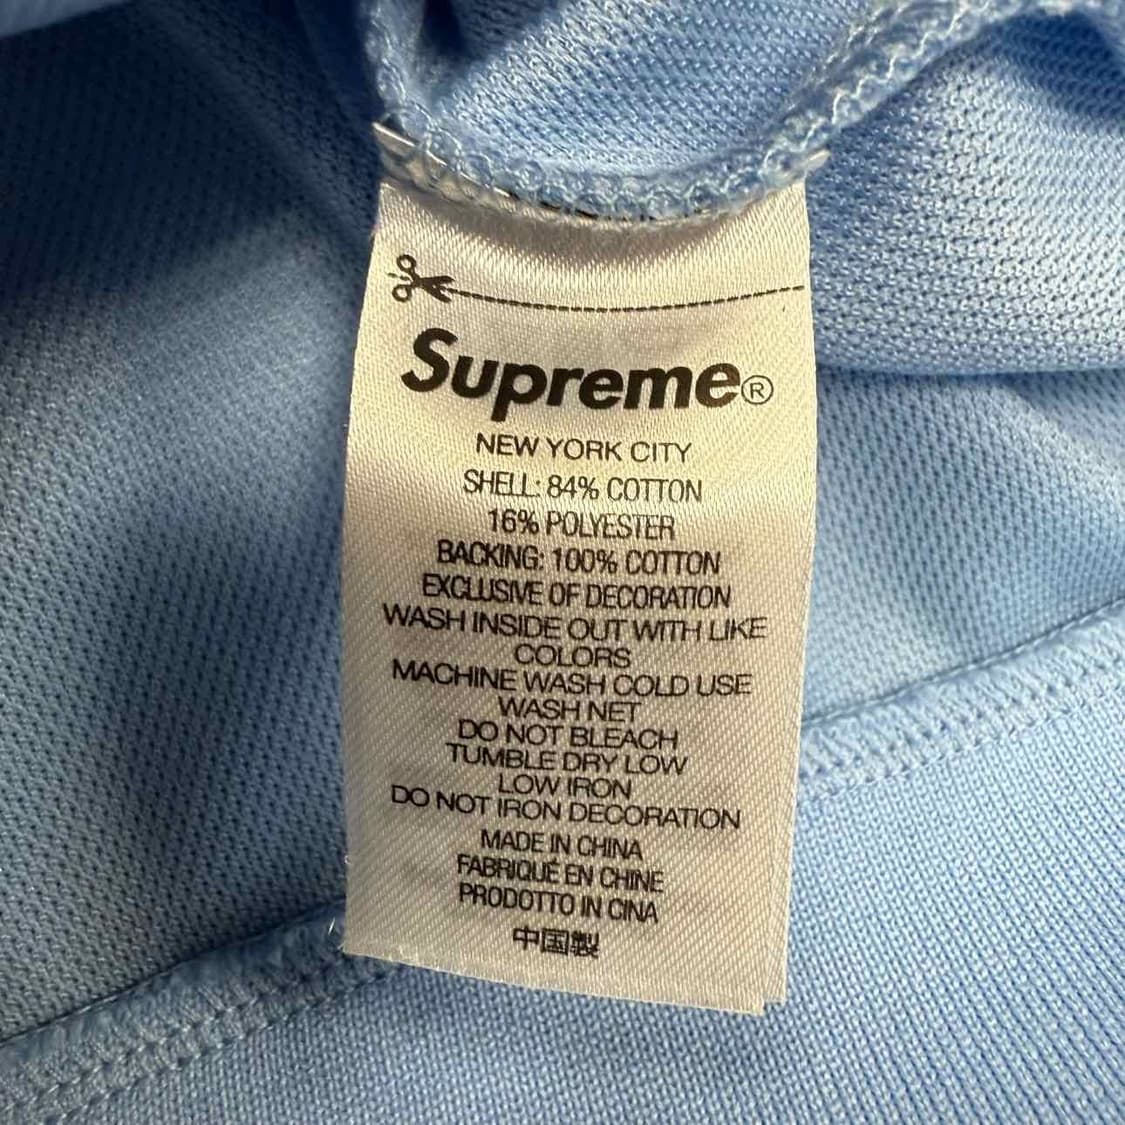 Supreme®
NEW YORK CITY
SHELL: 84% COTTON
16% POLYESTER
BACKING: 100% COTTON
EXCLUSIVE OF DECORATION
WASH INSIDE OUT WITH LIKE
COLORS
MACHINE WASH COLD USE
WASH NET
DO NOT BLEACH
TUMBLE DRY LOW
LOW IRON
DO NOT IRON DECORATION
MADE IN CHINA
FABRIQUÉ EN CHINE
PRODOTTO IN CINA
中国製